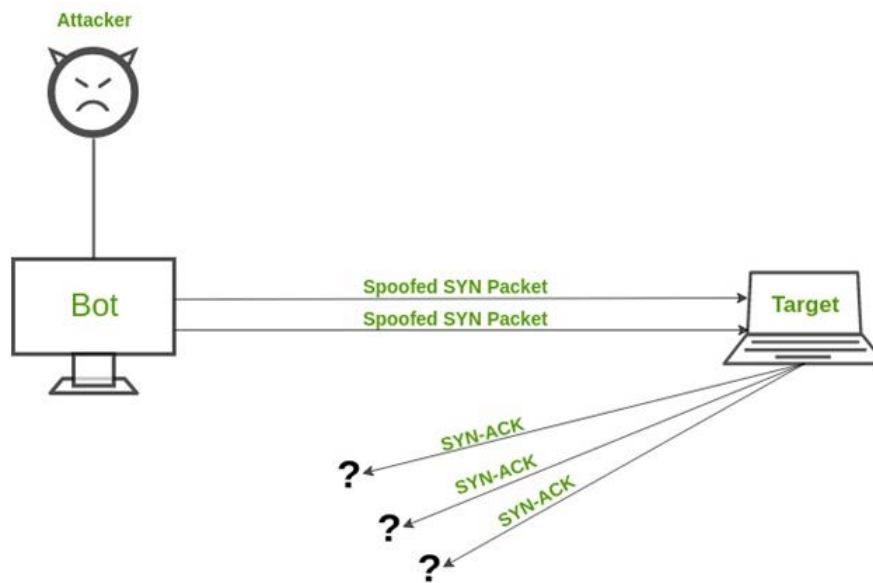 Attacker
Bot
Spoofed SYN Packet
Spoofed SYN Packet
Target
SYN-ACK
?
SYN-ACK
?
SYN-ACK
?